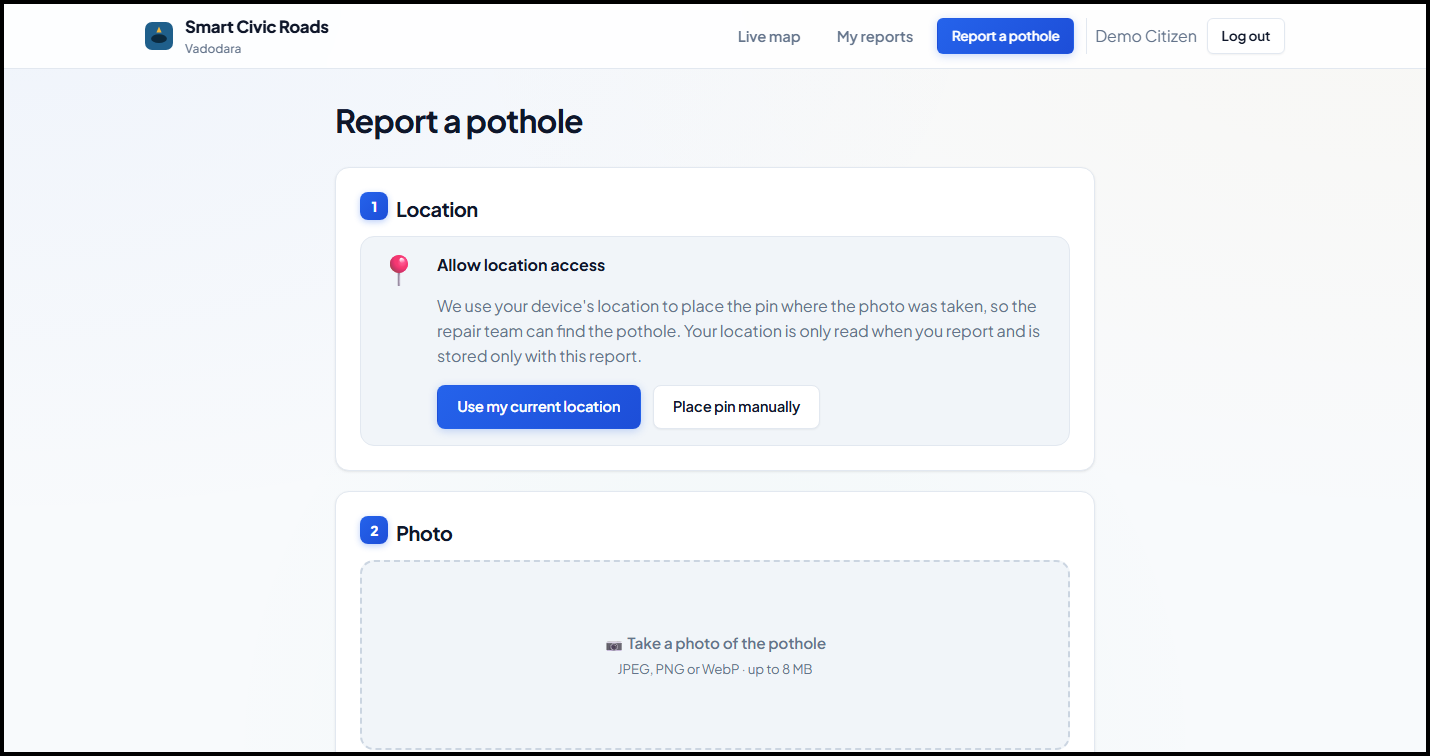 Smart Civic Roads
Vadodara
Live map
My reports
Report a pothole
Demo Citizen
Log out
Report a pothole
1 Location
Allow location access
We use your device's location to place the pin where the photo was taken, so the
repair team can find the pothole. Your location is only read when you report and is
stored only with this report.
Use my current location
Place pin manually
2 Photo
Take a photo of the pothole
JPEG, PNG or WebP · up to 8 MB